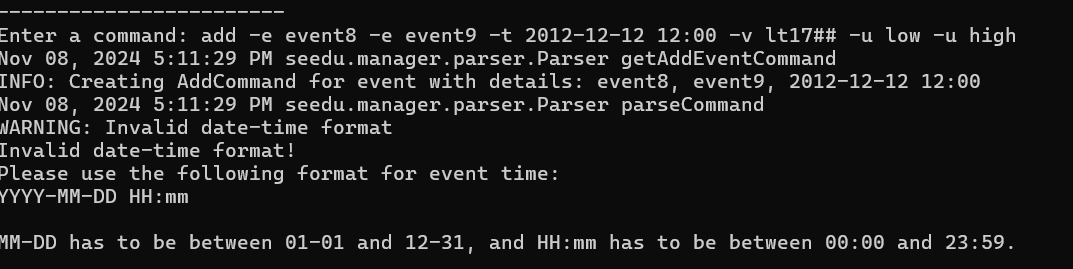 ------------------------
Enter a command: add -e event8 -e event9 -t 2012-12-12 12:00 -v lt17## -u low -u high
Nov 08, 2024 5:11:29 PM seedu.manager.parser.Parser getAddEventCommand
INFO: Creating AddCommand for event with details: event8, event9, 2012-12-12 12:00
Nov 08, 2024 5:11:29 PM seedu.manager.parser.Parser parseCommand
WARNING: Invalid date-time format
Invalid date-time format!
Please use the following format for event time:
YYYY-MM-DD HH:mm
MM-DD has to be between 01-01 and 12-31, and HH:mm has to be between 00:00 and 23:59.